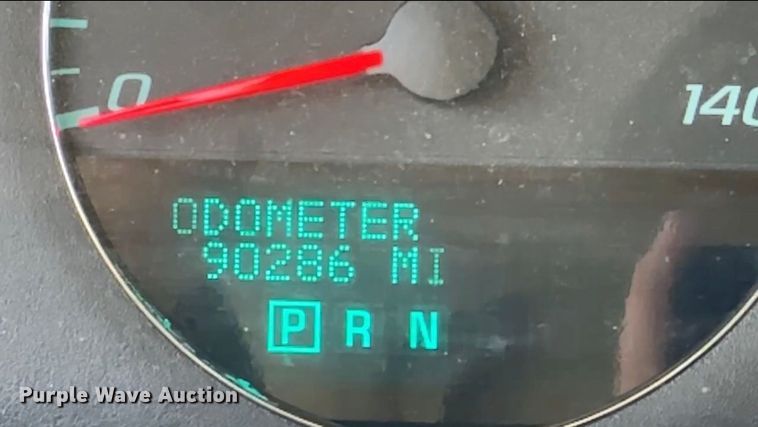 0
140
ODOMETER
90286 MI
P R N
Purple Wave Auction